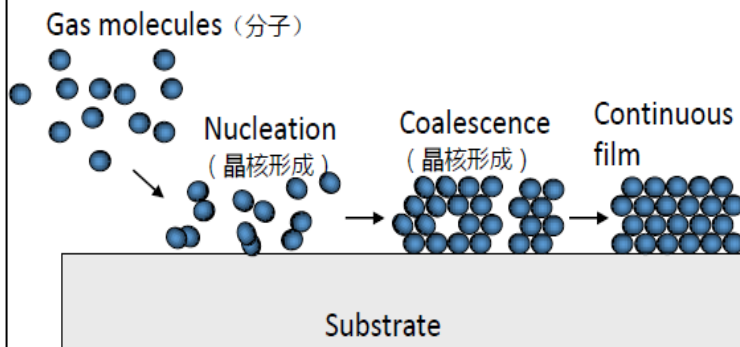 Gas molecules（分子）
Nucleation
（晶核形成）
Coalescence
（晶核形成）
Continuous
film
Substrate